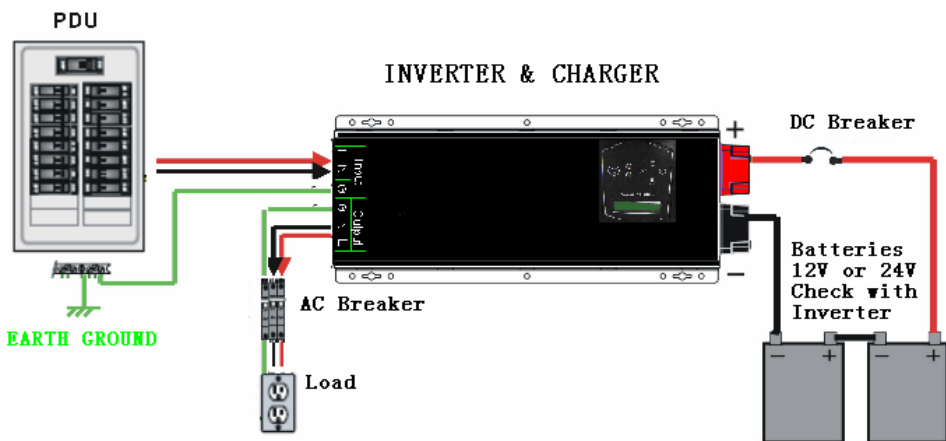 PDU
INVERTER & CHARGER
+
DC Breaker
L
N
G
Input
G
N
L
Output
−
Batteries
12V or 24V
Check with
Inverter
AC Breaker
EARTH GROUND
Load
−
+
−
+